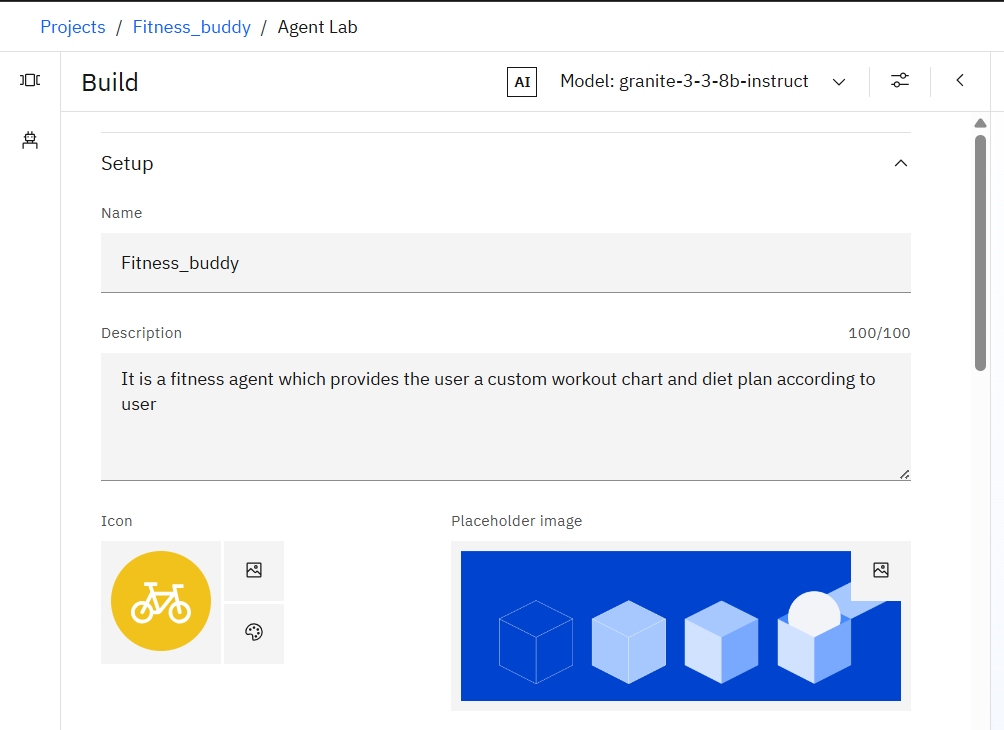 Projects / Fitness_buddy / Agent Lab
Build
AI
Model: granite-3-3-8b-instruct
Setup
Name
Fitness_buddy
Description
100/100
It is a fitness agent which provides the user a custom workout chart and diet plan according to
user
Icon
Placeholder image